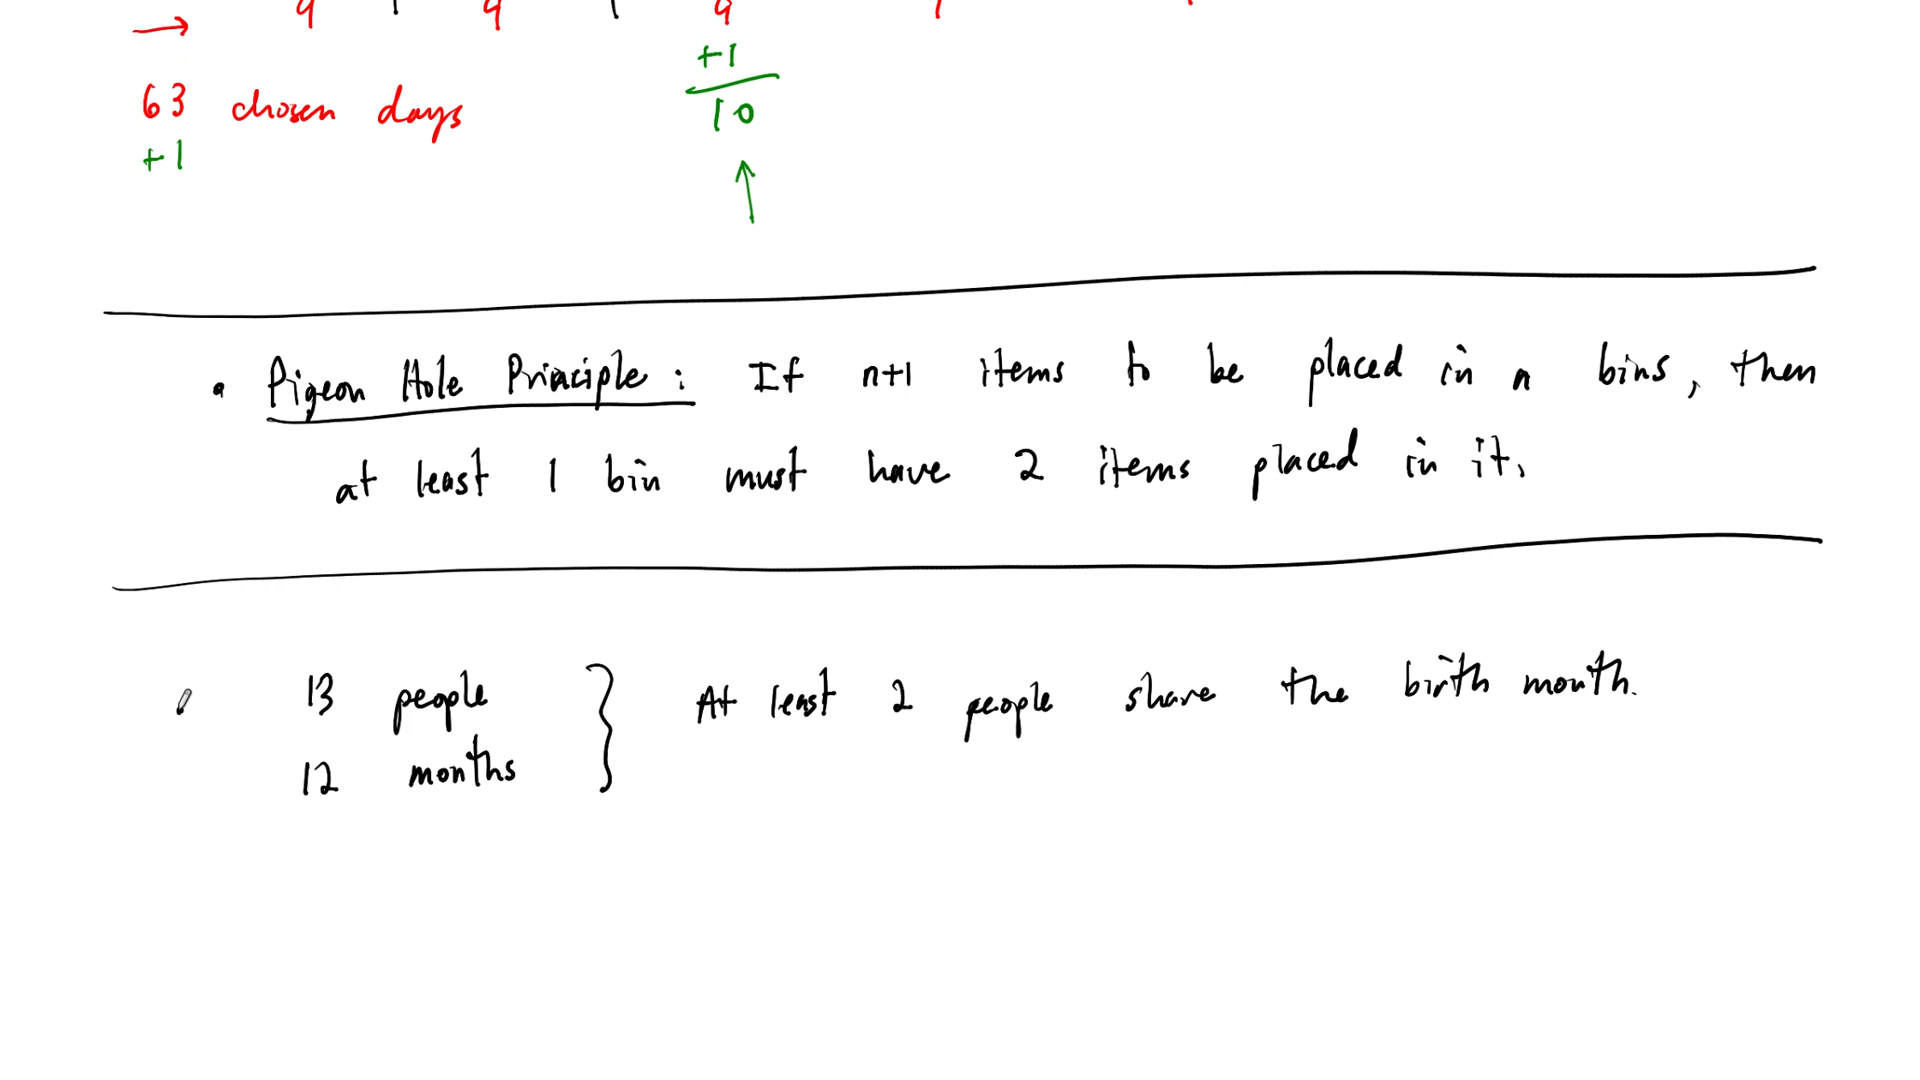 +1
63 chosen days
10
+1
• Pigeon Hole Principle : If n+1 items to be placed in n bins, then
at least 1 bin must have 2 items placed in it.
13 people } At least 2 people share the birth month.
12 months